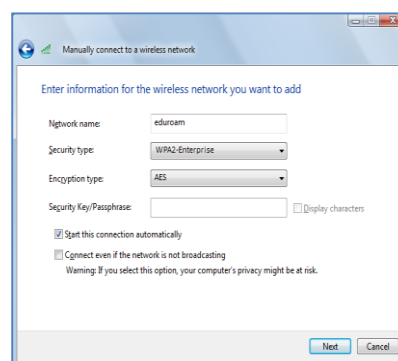 Manually connect to a wireless network
Enter information for the wireless network you want to add
Network name: eduroam
Security type: WPA2-Enterprise
Encryption type: AES
Security Key/Passphrase: Display characters
Start this connection automatically
Connect even if the network is not broadcasting
Warning: If you select this option, your computer's privacy might be at risk.
Next Cancel